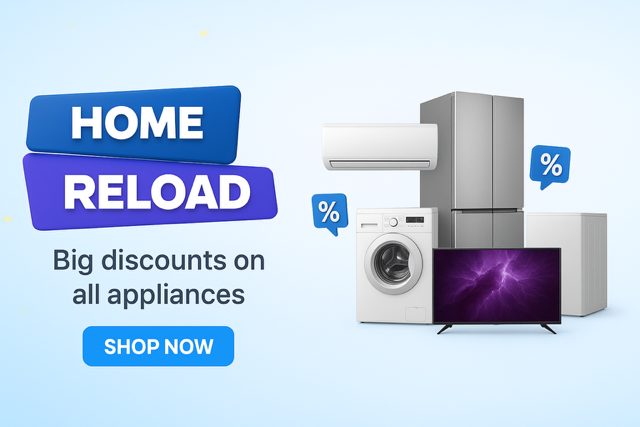 HOME
RELOAD
Big discounts on
all appliances
SHOP NOW
%
%